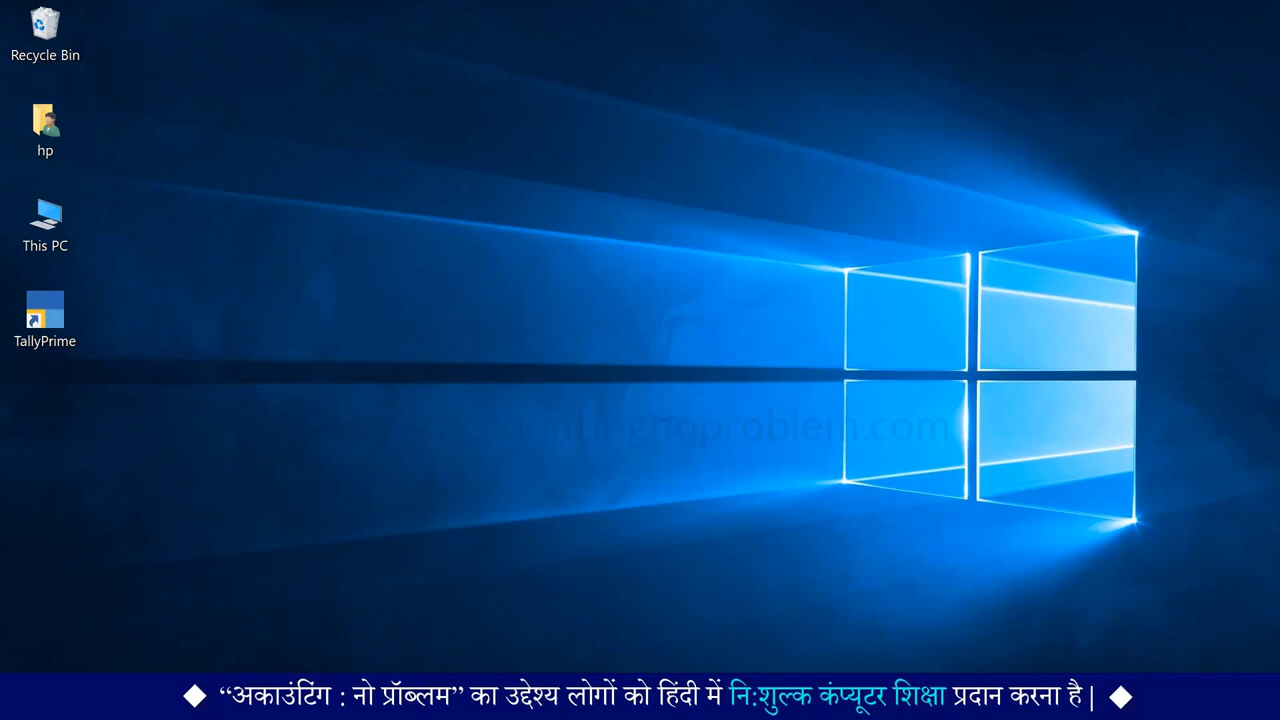 Recycle Bin
hp
This PC
TallyPrime
◆ “अकाउंटिंग : नो प्रॉब्लम” का उद्देश्य लोगों को हिंदी में नि:शुल्क कंप्यूटर शिक्षा प्रदान करना है | ◆